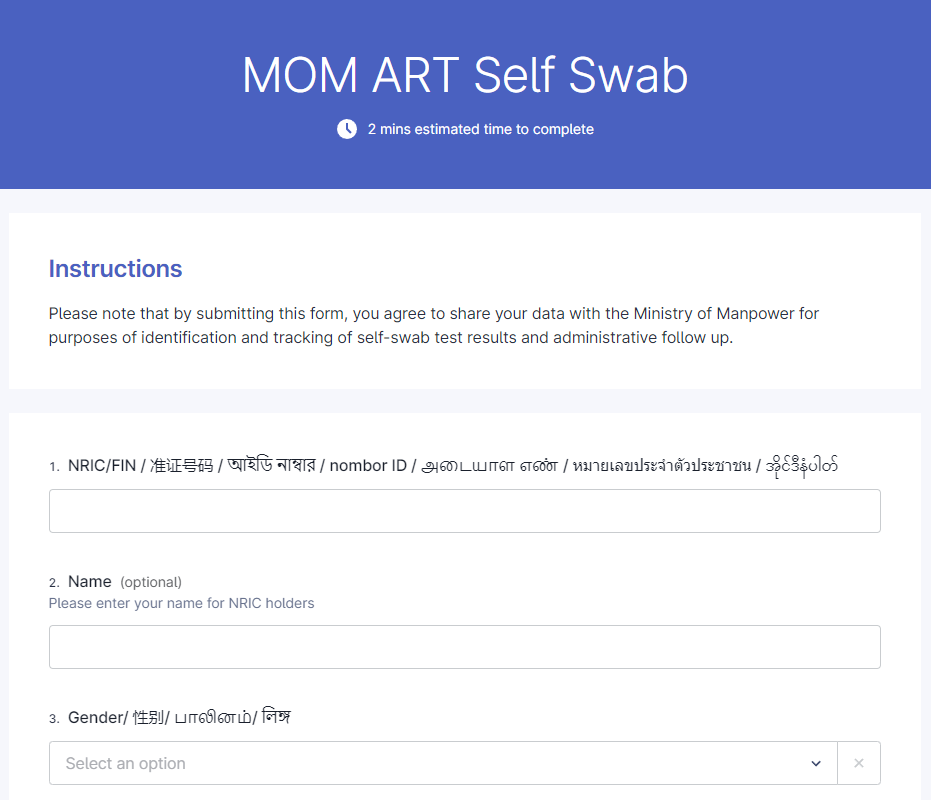 MOM ART Self Swab
2 mins estimated time to complete
Instructions
Please note that by submitting this form, you agree to share your data with the Ministry of Manpower for
purposes of identification and tracking of self-swab test results and administrative follow up.
1. NRIC/FIN / 准证号码 / আইডি নাম্বার / nombor ID / அடையாள எண் / หมายเลขประจำตัวประชาชน / အိုင်ဒီနံပါတ်
2. Name (optional)
Please enter your name for NRIC holders
3. Gender/ 性别/ பாலினம்/ লিঙ্গ
Select an option